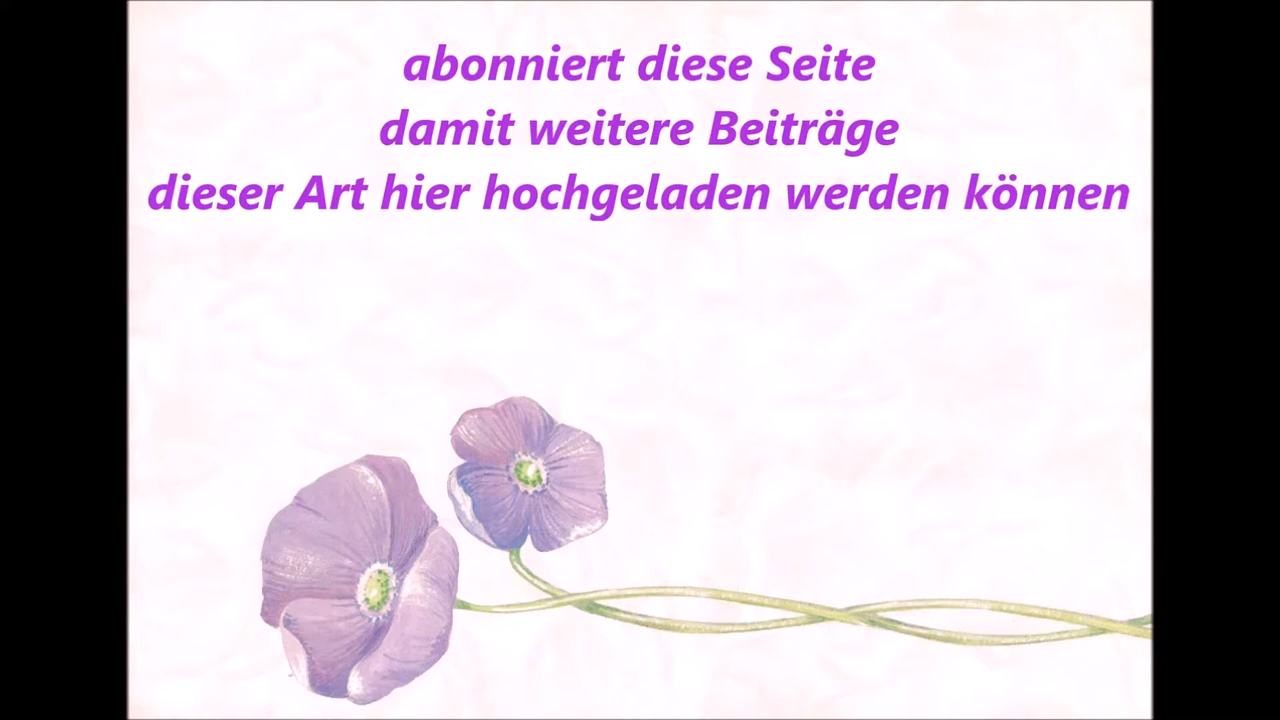 abonniert diese Seite
damit weitere Beiträge
dieser Art hier hochgeladen werden können